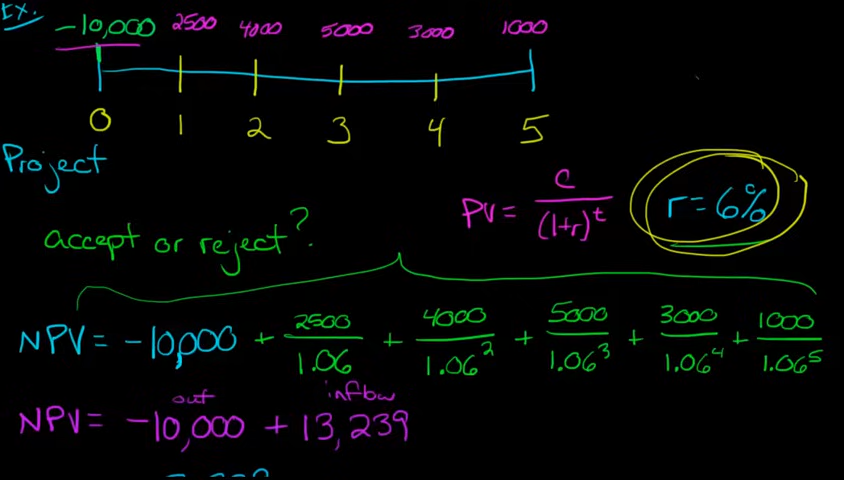 Ex.
-10,000 2500 4000 5000 3000 1000
0 1 2 3 4 5
Project
PV = C / (1+r)^t r = 6%
accept or reject?
NPV = -10,000 + 2500/1.06 + 4000/1.06^2 + 5000/1.06^3 + 3000/1.06^4 + 1000/1.06^5
out inflow
NPV = -10,000 + 13,239